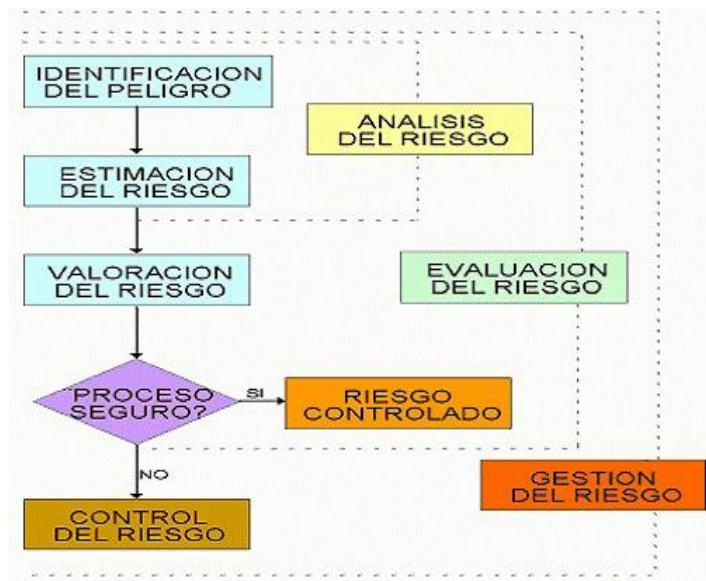 IDENTIFICACION
DEL PELIGRO
ANALISIS
DEL RIESGO
ESTIMACION
DEL RIESGO
VALORACION
DEL RIESGO
EVALUACION
DEL RIESGO
PROCESO
SEGURO?
SI
RIESGO
CONTROLADO
NO
GESTION
DEL RIESGO
CONTROL
DEL RIESGO